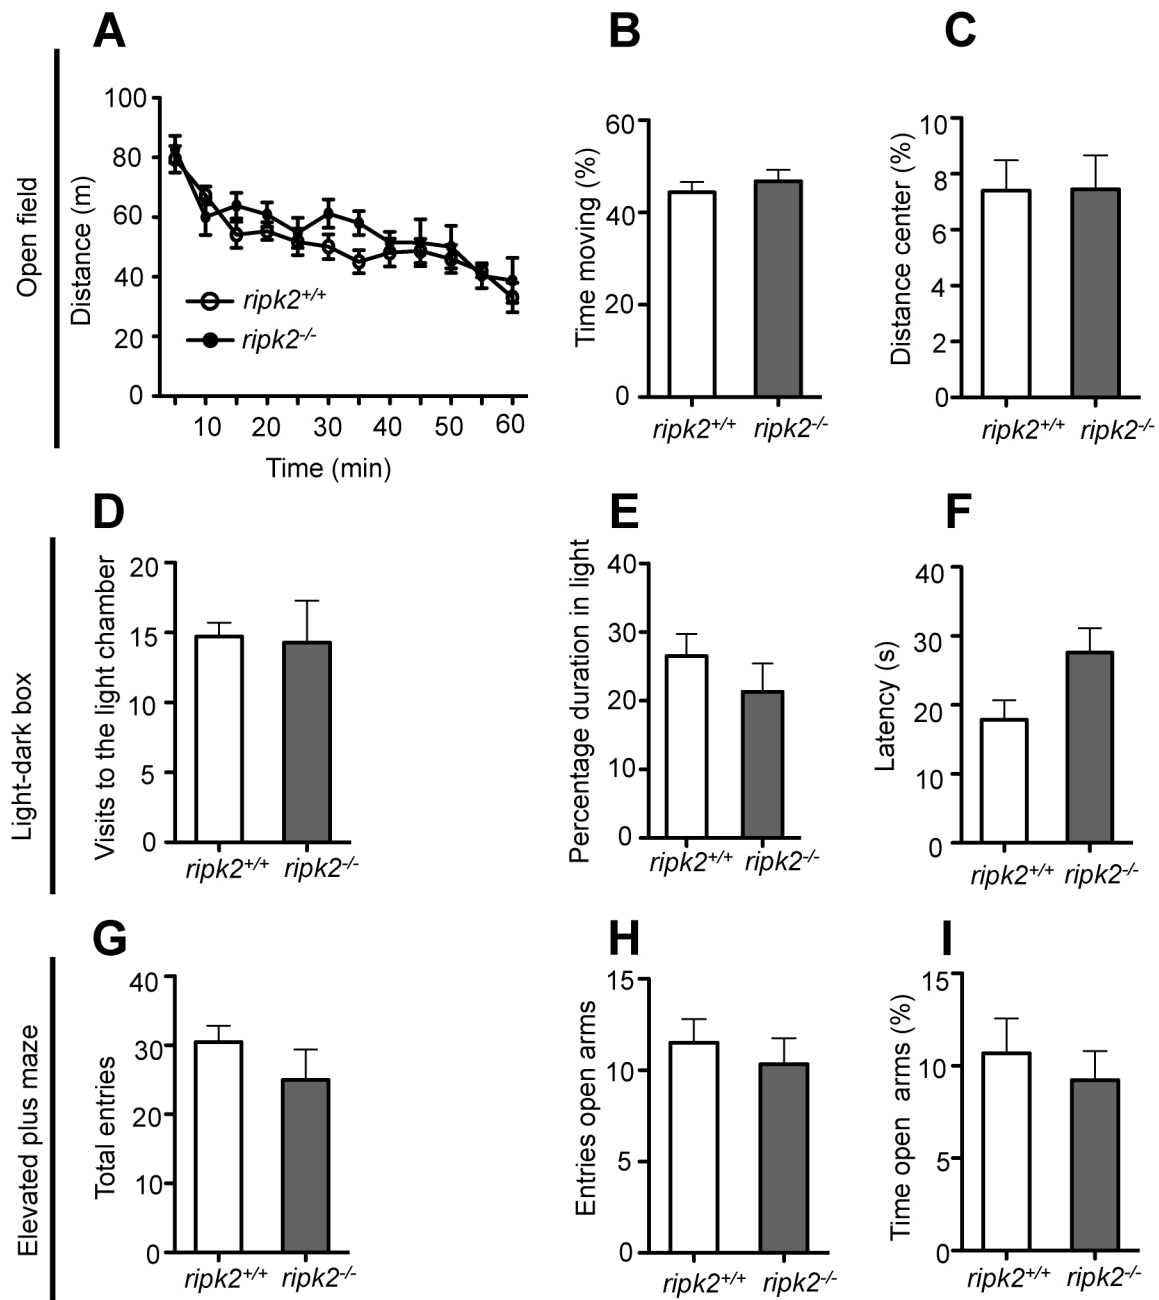 A
Open field
Distance (m)
100
80
60
40
20
0
ripk2+/+
ripk2-/-
10 20 30 40 50 60
Time (min)
B
Time moving (%)
60
40
20
0
ripk2+/+ ripk2-/-
C
Distance center (%)
10
8
6
4
2
0
ripk2+/+ ripk2-/-
D
Light-dark box
Visits to the light chamber
20
15
10
5
0
ripk2+/+ ripk2-/-
E
Percentage duration in light
40
30
20
10
0
ripk2+/+ ripk2-/-
F
Latency (s)
40
30
20
10
0
ripk2+/+ ripk2-/-
G
Elevated plus maze
Total entries
40
30
20
10
0
ripk2+/+ ripk2-/-
H
Entries open arms
15
10
5
0
ripk2+/+ ripk2-/-
I
Time open arms (%)
15
10
5
0
ripk2+/+ ripk2-/-